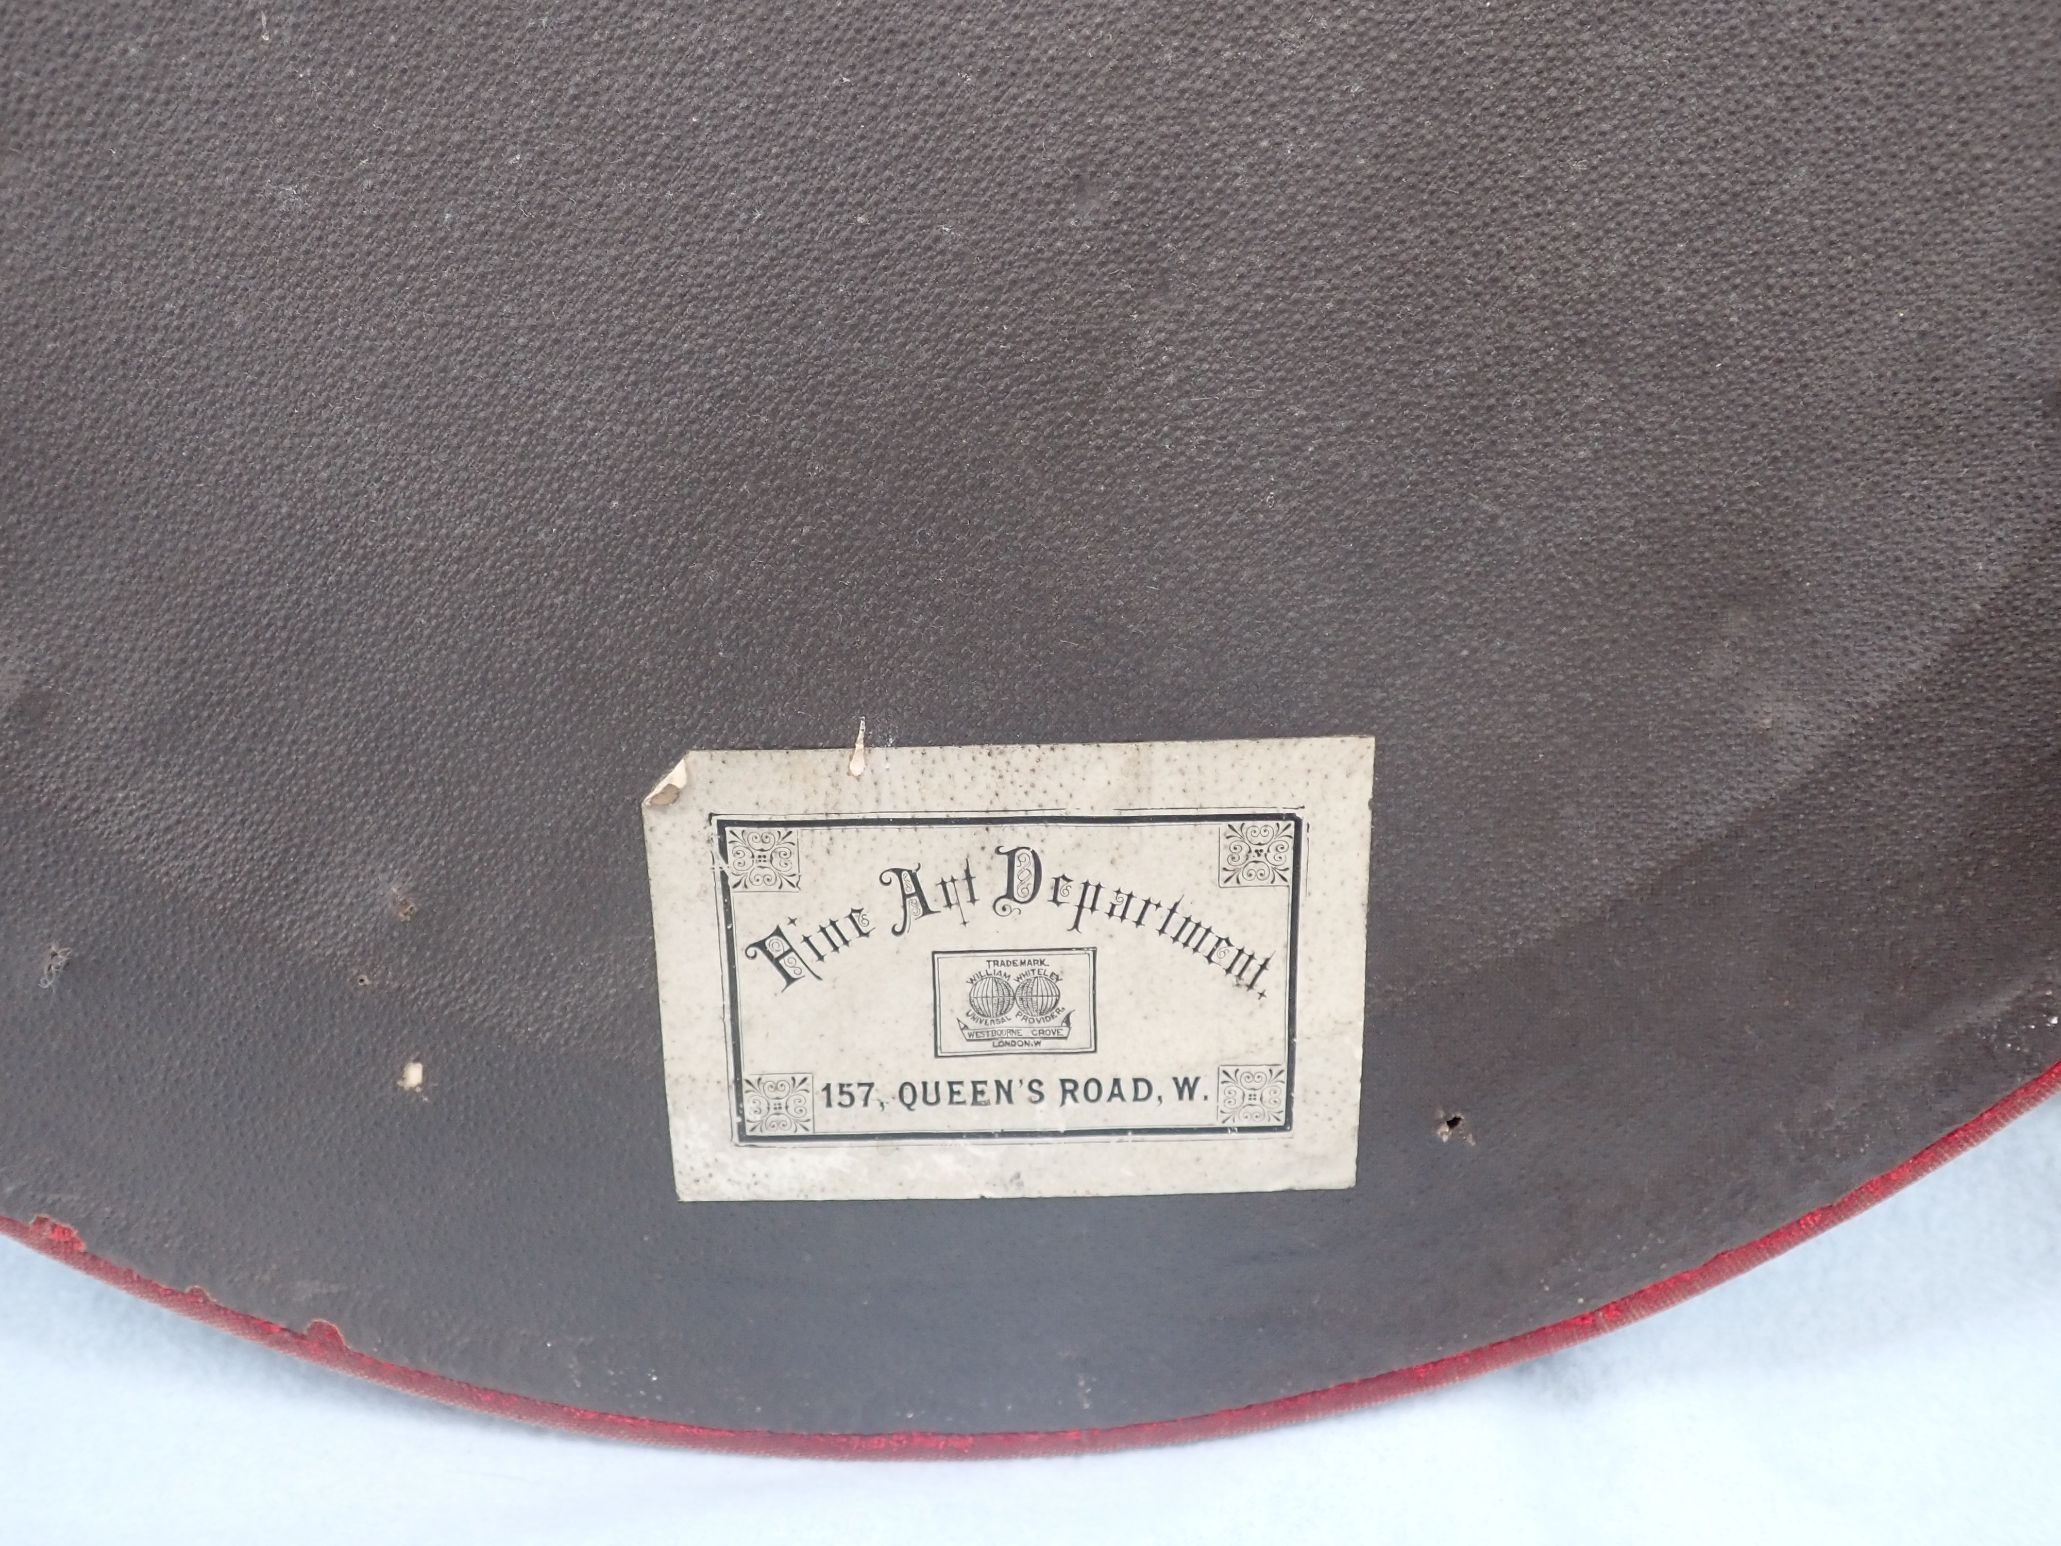 Fine Art Department.
TRADE MARK.
WILLIAM WHITELEY
UNIVERSAL PROVIDER.
WESTBOURNE GROVE
LONDON. W
157, QUEEN'S ROAD, W.